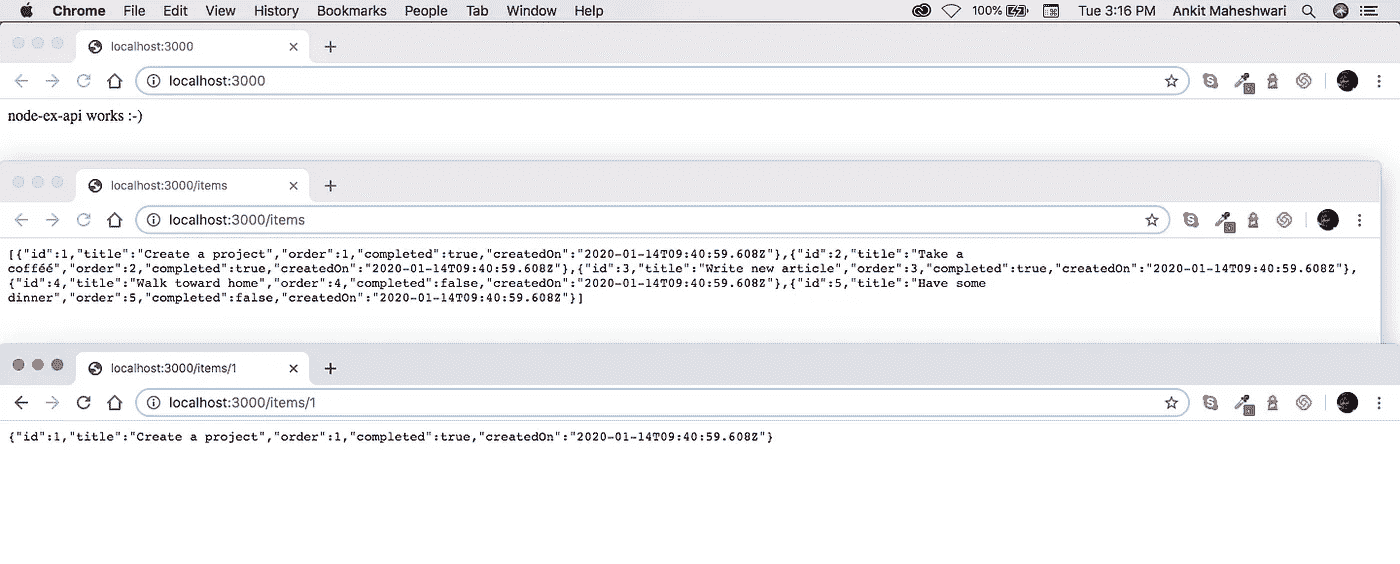 Chrome File Edit View History Bookmarks People Tab Window Help 100% Tue 3:16 PM Ankit Maheshwari
localhost:3000
localhost:3000
node-ex-api works :-)
localhost:3000/items
localhost:3000/items
[{"id":1,"title":"Create a project","order":1,"completed":true,"createdOn":"2020-01-14T09:40:59.608Z"},{"id":2,"title":"Take a
cofféé","order":2,"completed":true,"createdOn":"2020-01-14T09:40:59.608Z"},{"id":3,"title":"Write new article","order":3,"completed":true,"createdOn":"2020-01-14T09:40:59.608Z"},
{"id":4,"title":"Walk toward home","order":4,"completed":false,"createdOn":"2020-01-14T09:40:59.608Z"},{"id":5,"title":"Have some
dinner","order":5,"completed":false,"createdOn":"2020-01-14T09:40:59.608Z"}]
localhost:3000/items/1
localhost:3000/items/1
{"id":1,"title":"Create a project","order":1,"completed":true,"createdOn":"2020-01-14T09:40:59.608Z"}